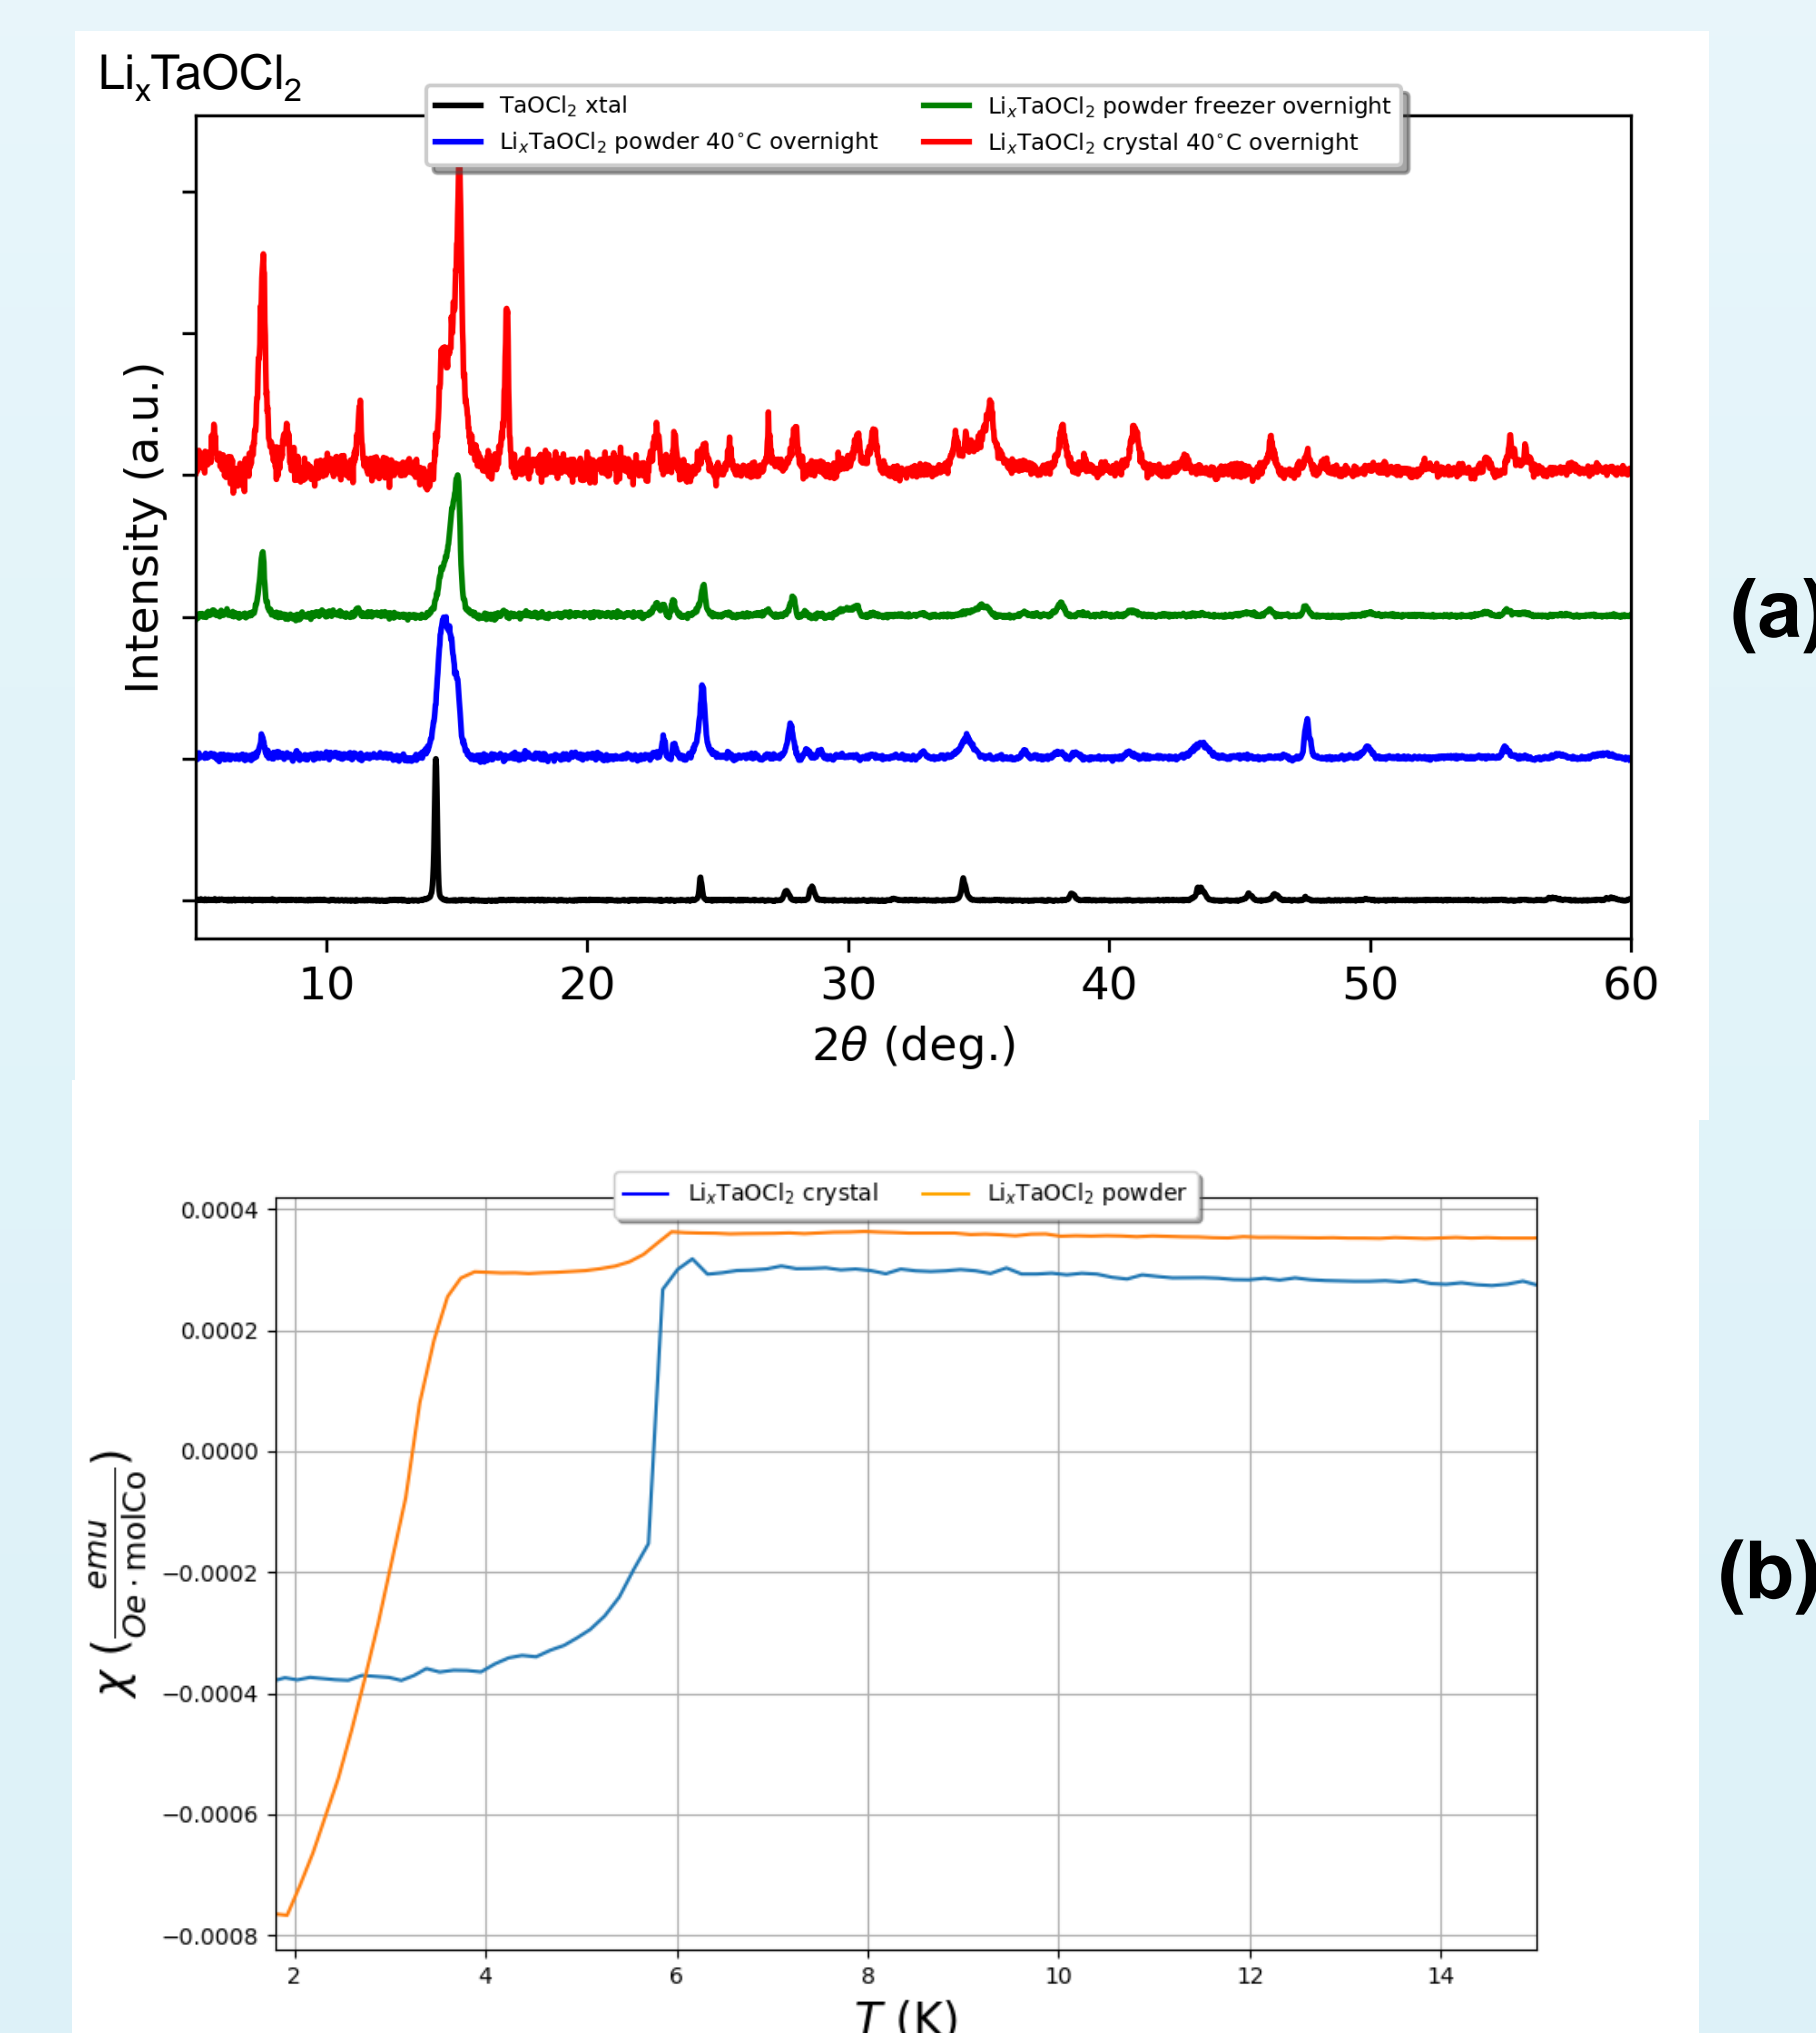 LiₓTaOCl₂
TaOCl₂ xtal
LiₓTaOCl₂ powder 40°C overnight
LiₓTaOCl₂ powder freezer overnight
LiₓTaOCl₂ crystal 40°C overnight
Intensity (a.u.)
10 20 30 40 50 60
2θ (deg.)
(a)
LiₓTaOCl₂ crystal
LiₓTaOCl₂ powder
0.0004
0.0002
0.0000
−0.0002
−0.0004
−0.0006
−0.0008
χ (emu / Oe · molCo)
2 4 6 8 10 12 14
T (K)
(b)